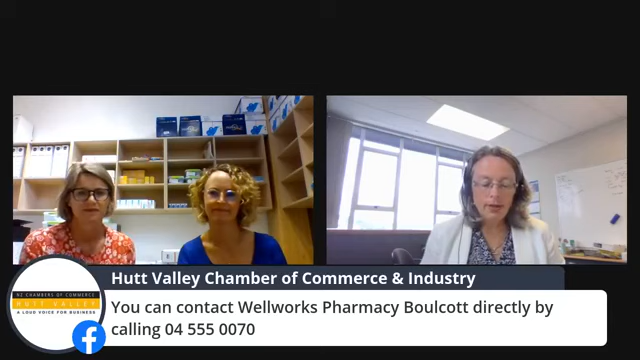 Hutt Valley Chamber of Commerce & Industry
NZ CHAMBERS OF COMMERCE
HUTT VALLEY
A LOUD VOICE FOR BUSINESS
You can contact Wellworks Pharmacy Boulcott directly by
calling 04 555 0070